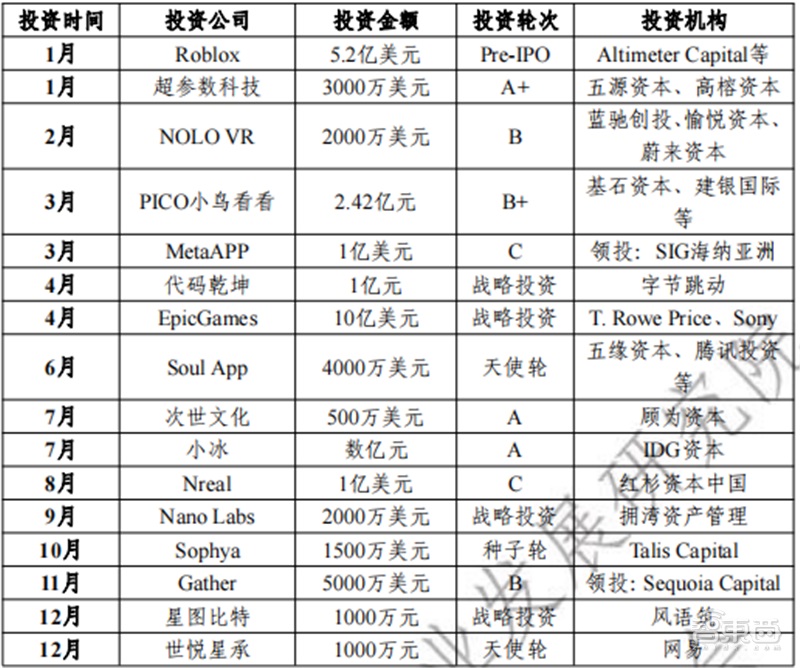 投资时间 投资公司 投资金额 投资轮次 投资机构
1月 Roblox 5.2亿美元 Pre-IPO Altimeter Capital等
1月 超参数科技 3000万美元 A+ 五源资本、高榕资本
2月 NOLO VR 2000万美元 B 蓝驰创投、愉悦资本、
蔚来资本
3月 PICO小鸟看看 2.42亿元 B+ 基石资本、建银国际
等
3月 MetaAPP 1亿美元 C 领投：SIG海纳亚洲
4月 代码乾坤 1亿元 战略投资 字节跳动
4月 EpicGames 10亿美元 战略投资 T. Rowe Price、Sony
6月 Soul App 4000万美元 天使轮 五缘资本、腾讯投资
等
7月 次世文化 500万美元 A 顾为资本
7月 小冰 数亿元 A IDG资本
8月 Nreal 1亿美元 C 红杉资本中国
9月 Nano Labs 2000万美元 战略投资 拥湾资产管理
10月 Sophya 1500万美元 种子轮 Talis Capital
11月 Gather 5000万美元 B 领投: Sequoia Capital
12月 星图比特 1000万元 战略投资 风语筑
12月 世悦星承 1000万元 天使轮 网易
业发展研究院
智东西